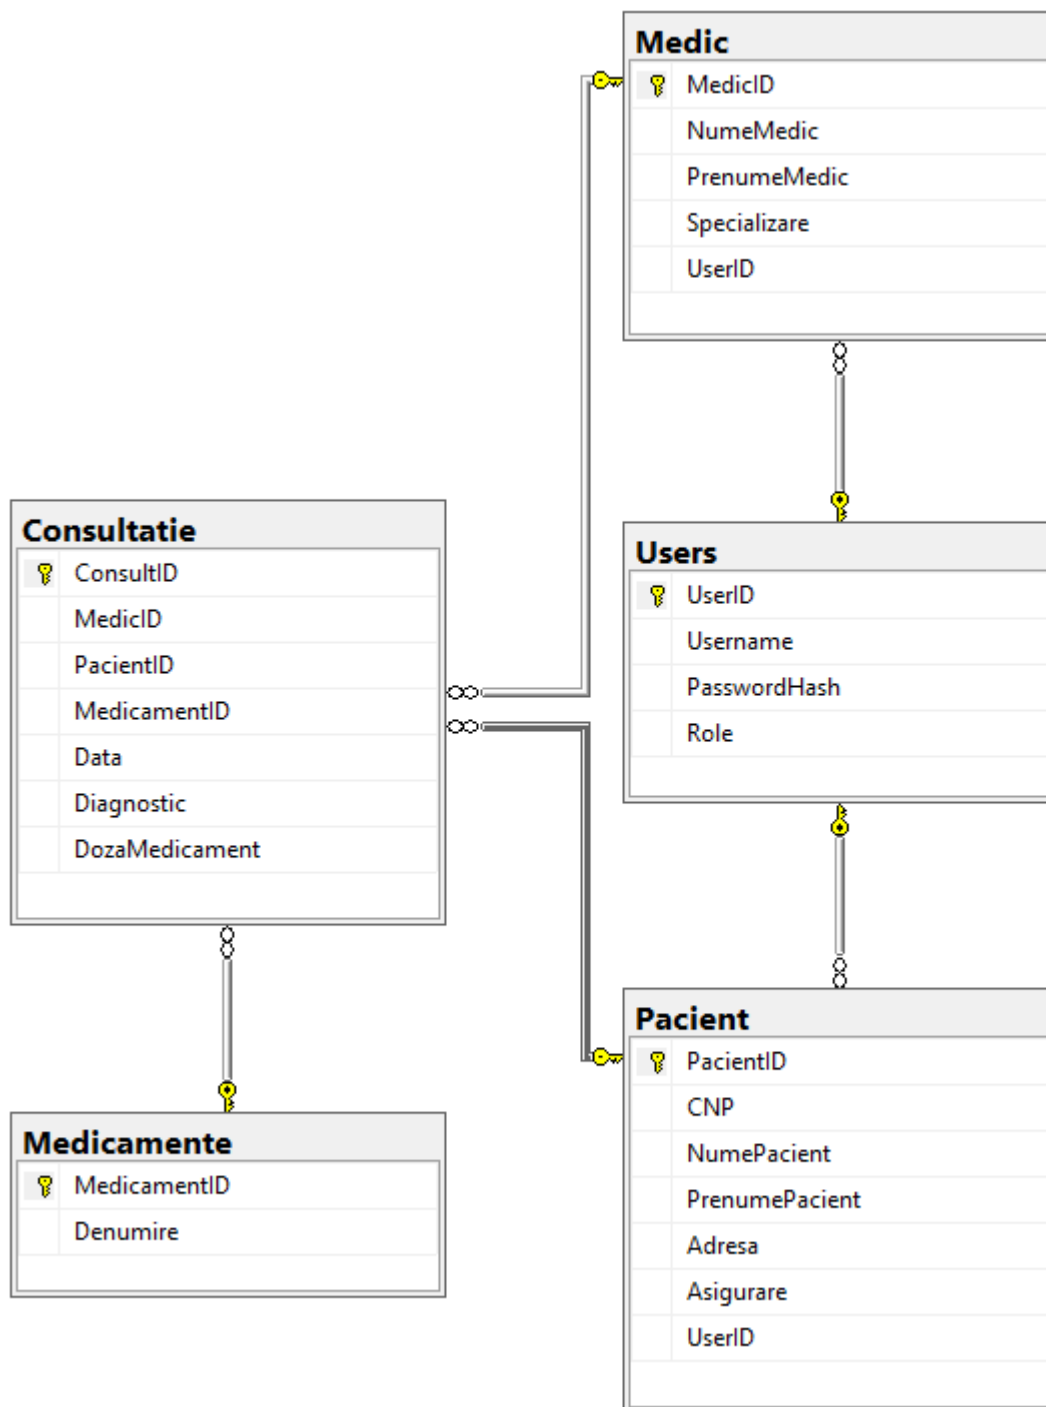 Medic
MedicID
NumeMedic
PrenumeMedic
Specializare
UserID
Consultatie
ConsultID
MedicID
PacientID
MedicamentID
Data
Diagnostic
DozaMedicament
Users
UserID
Username
PasswordHash
Role
Medicamente
MedicamentID
Denumire
Pacient
PacientID
CNP
NumePacient
PrenumePacient
Adresa
Asigurare
UserID